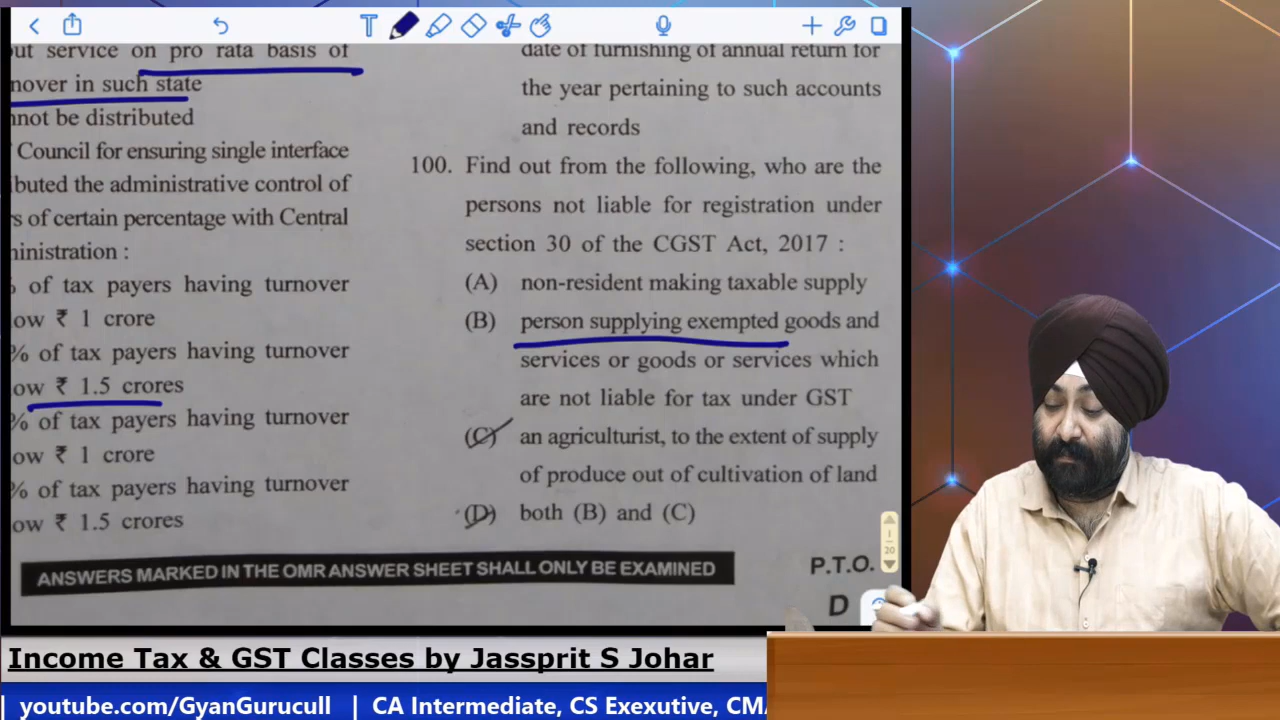 out service on pro rata basis of
nover in such state
nnot be distributed
Council for ensuring single interface
ibuted the administrative control of
rs of certain percentage with Central
ministration :
of tax payers having turnover
ow ₹ 1 crore
% of tax payers having turnover
ow ₹ 1.5 crores
% of tax payers having turnover
ow ₹ 1 crore
% of tax payers having turnover
ow ₹ 1.5 crores
date of furnishing of annual return for
the year pertaining to such accounts
and records
100. Find out from the following, who are the
persons not liable for registration under
section 30 of the CGST Act, 2017 :
(A) non-resident making taxable supply
(B) person supplying exempted goods and
services or goods or services which
are not liable for tax under GST
(C) an agriculturist, to the extent of supply
of produce out of cultivation of land
(D) both (B) and (C)
ANSWERS MARKED IN THE OMR ANSWER SHEET SHALL ONLY BE EXAMINED
P.T.O.
D
1
20
Income Tax & GST Classes by Jassprit S Johar
| youtube.com/GyanGurucull | CA Intermediate, CS Exexutive, CMA